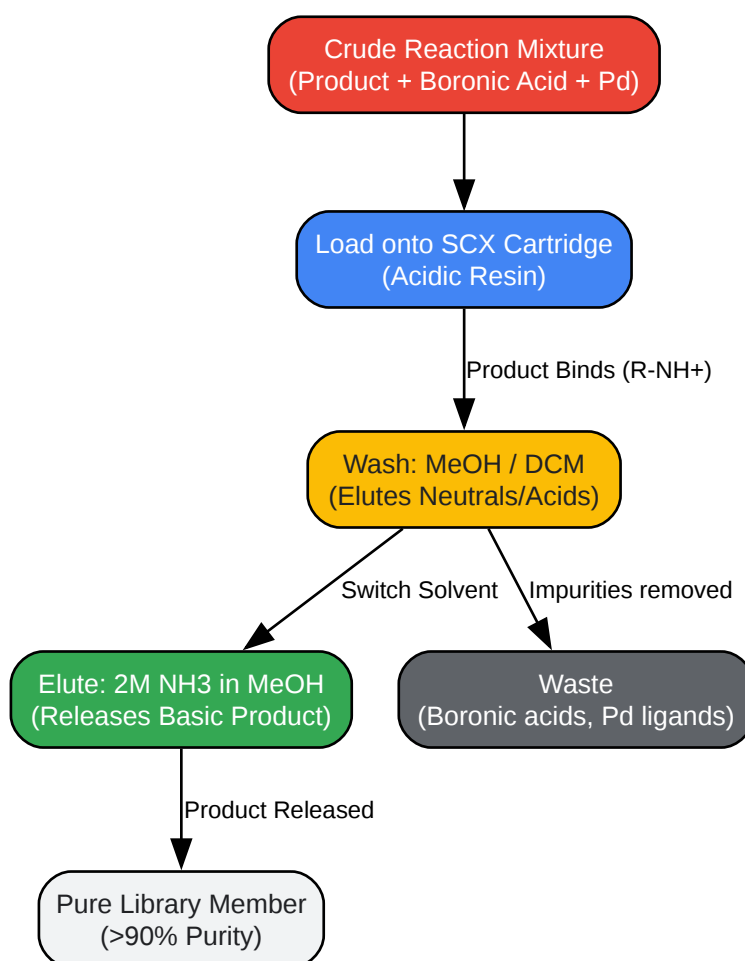 Crude Reaction Mixture
(Product + Boronic Acid + Pd)
Load onto SCX Cartridge
(Acidic Resin)
Product Binds (R-NH+)
Wash: MeOH / DCM
(Elutes Neutrals/Acids)
Switch Solvent
Impurities removed
Elute: 2M NH3 in MeOH
(Releases Basic Product)
Waste
(Boronic acids, Pd ligands)
Product Released
Pure Library Member
(>90% Purity)